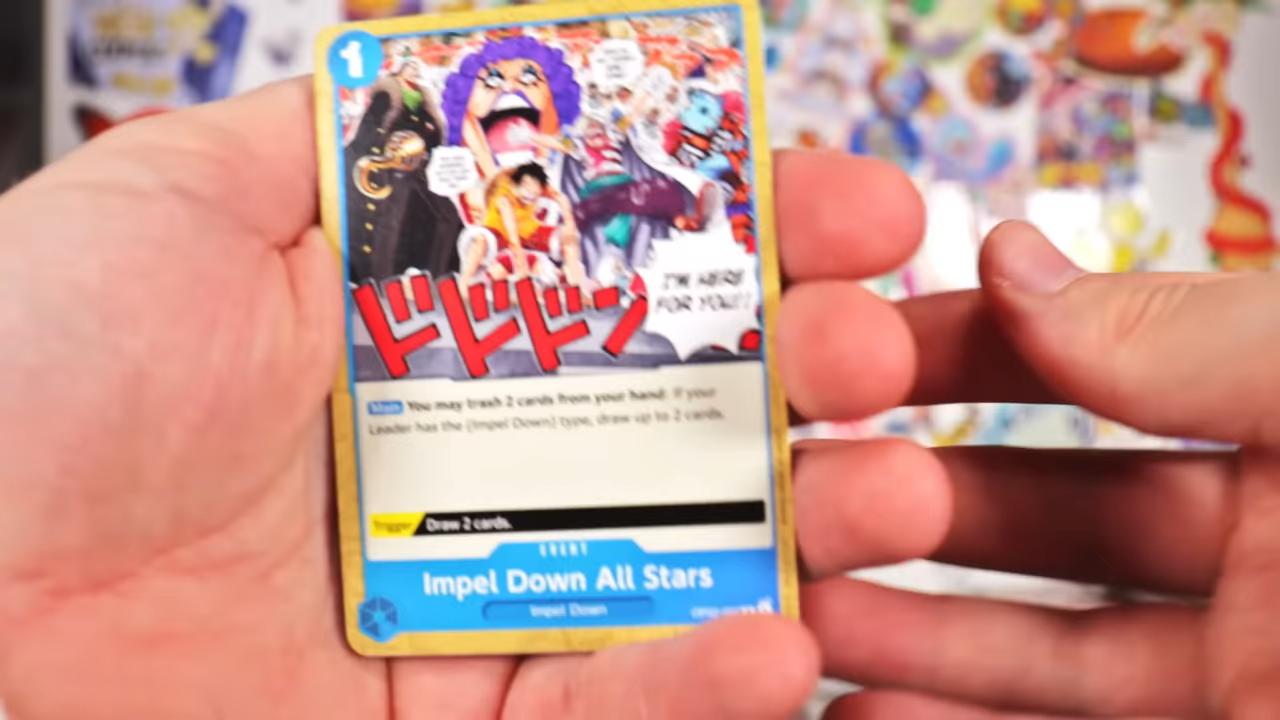 1
ドドドン
I'M HERE
FOR YOU!!
Main You may trash 2 cards from your hand: If your
Leader has the {Impel Down} type, draw up to 2 cards.
Trigger Draw 2 cards.
EVENT
Impel Down All Stars
Impel Down